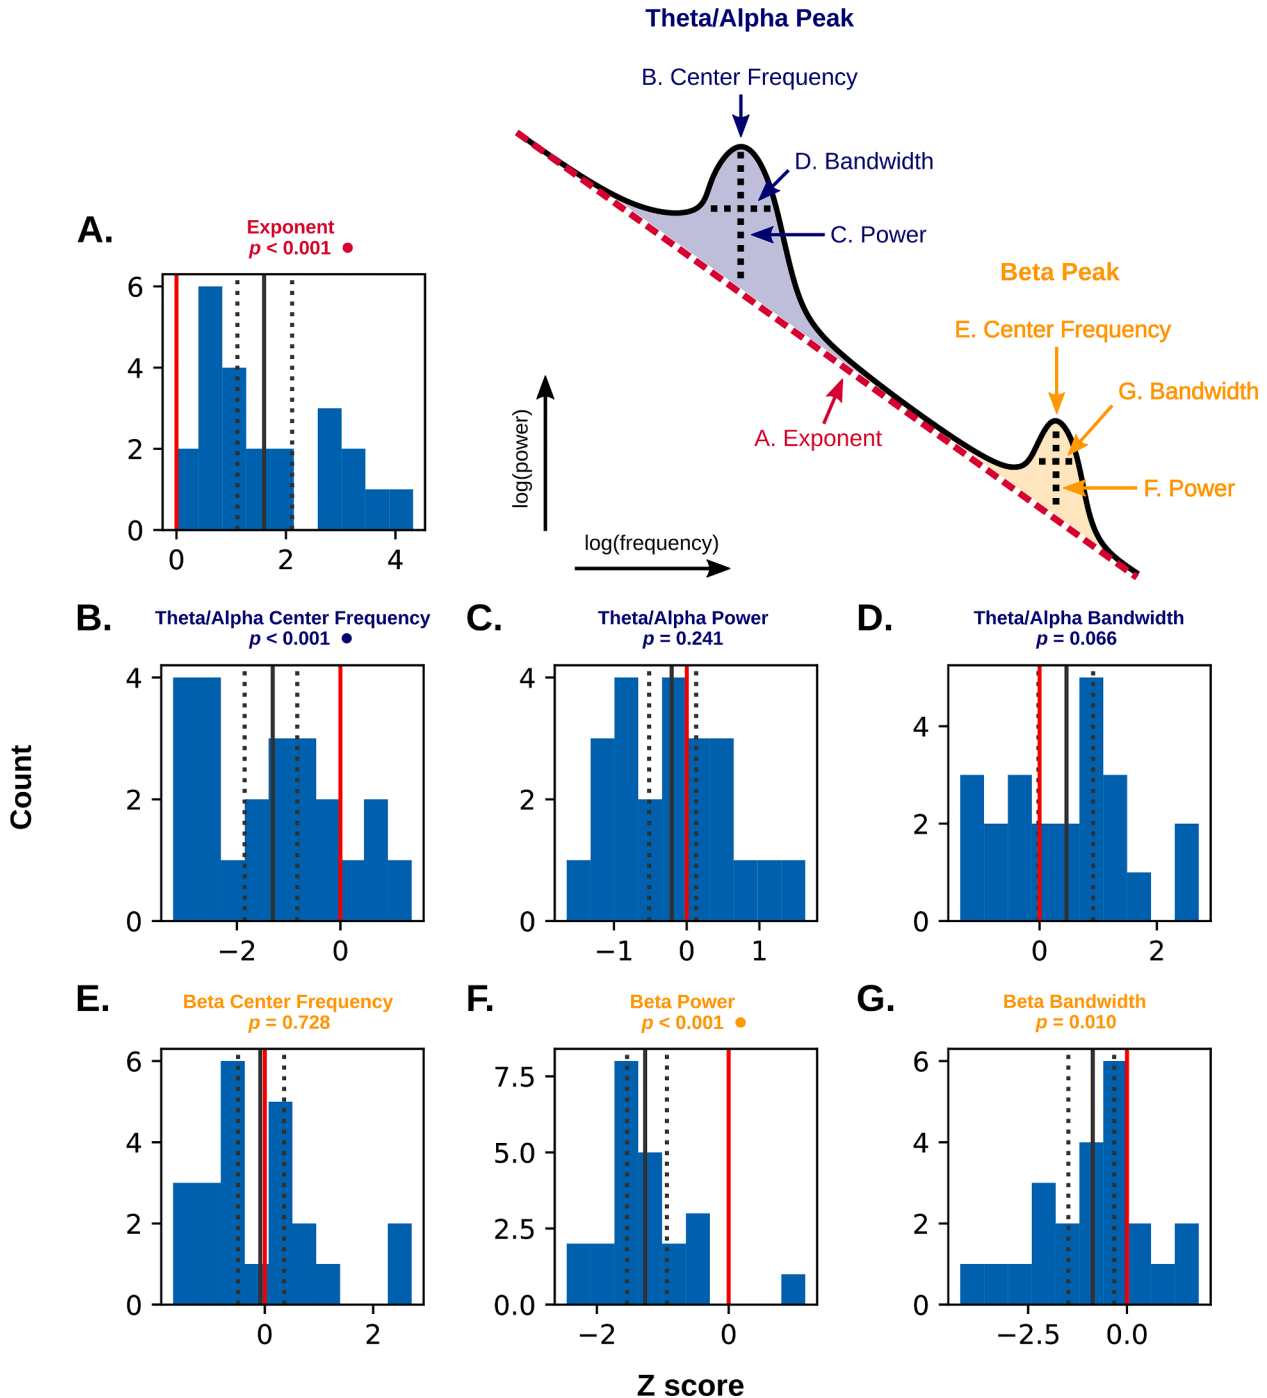 Theta/Alpha Peak
B. Center Frequency
D. Bandwidth
C. Power
Beta Peak
E. Center Frequency
G. Bandwidth
F. Power
A. Exponent
log(power)
log(frequency)
A.
Exponent
p < 0.001 ●
6
4
2
0
0 2 4
B.
Theta/Alpha Center Frequency
p < 0.001 ●
4
2
0
−2 0
C.
Theta/Alpha Power
p = 0.241
4
2
0
−1 0 1
D.
Theta/Alpha Bandwidth
p = 0.066
4
2
0
0 2
Count
E.
Beta Center Frequency
p = 0.728
6
4
2
0
0 2
F.
Beta Power
p < 0.001 ●
7.5
5.0
2.5
0.0
−2 0
G.
Beta Bandwidth
p = 0.010
6
4
2
0
−2.5 0.0
Z score